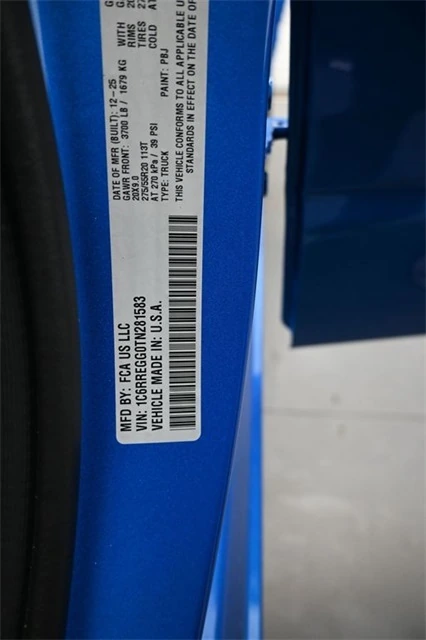 MFD BY: FCA US LLC
VIN: 1C6RREGG0TN281583
VEHICLE MADE IN: U.S.A.
DATE OF MFR (BUILT): 12-25
GAWR FRONT: 3700 LB / 1679 KG WITH
20X9.0 RIMS
275/55R20 113T TIRES
AT 270 kPa / 39 PSI COLD AT
TYPE: TRUCK PAINT: PBJ
THIS VEHICLE CONFORMS TO ALL APPLICABLE
STANDARDS IN EFFECT ON THE DATE OF